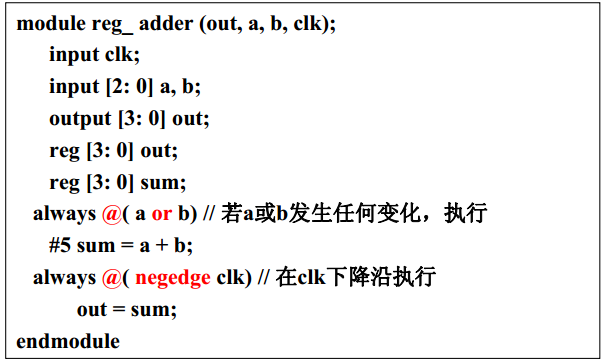 module reg_ adder (out, a, b, clk);
input clk;
input [2: 0] a, b;
output [3: 0] out;
reg [3: 0] out;
reg [3: 0] sum;
always @( a or b) // 若a或b发生任何变化，执行
#5 sum = a + b;
always @( negedge clk) // 在clk下降沿执行
out = sum;
endmodule